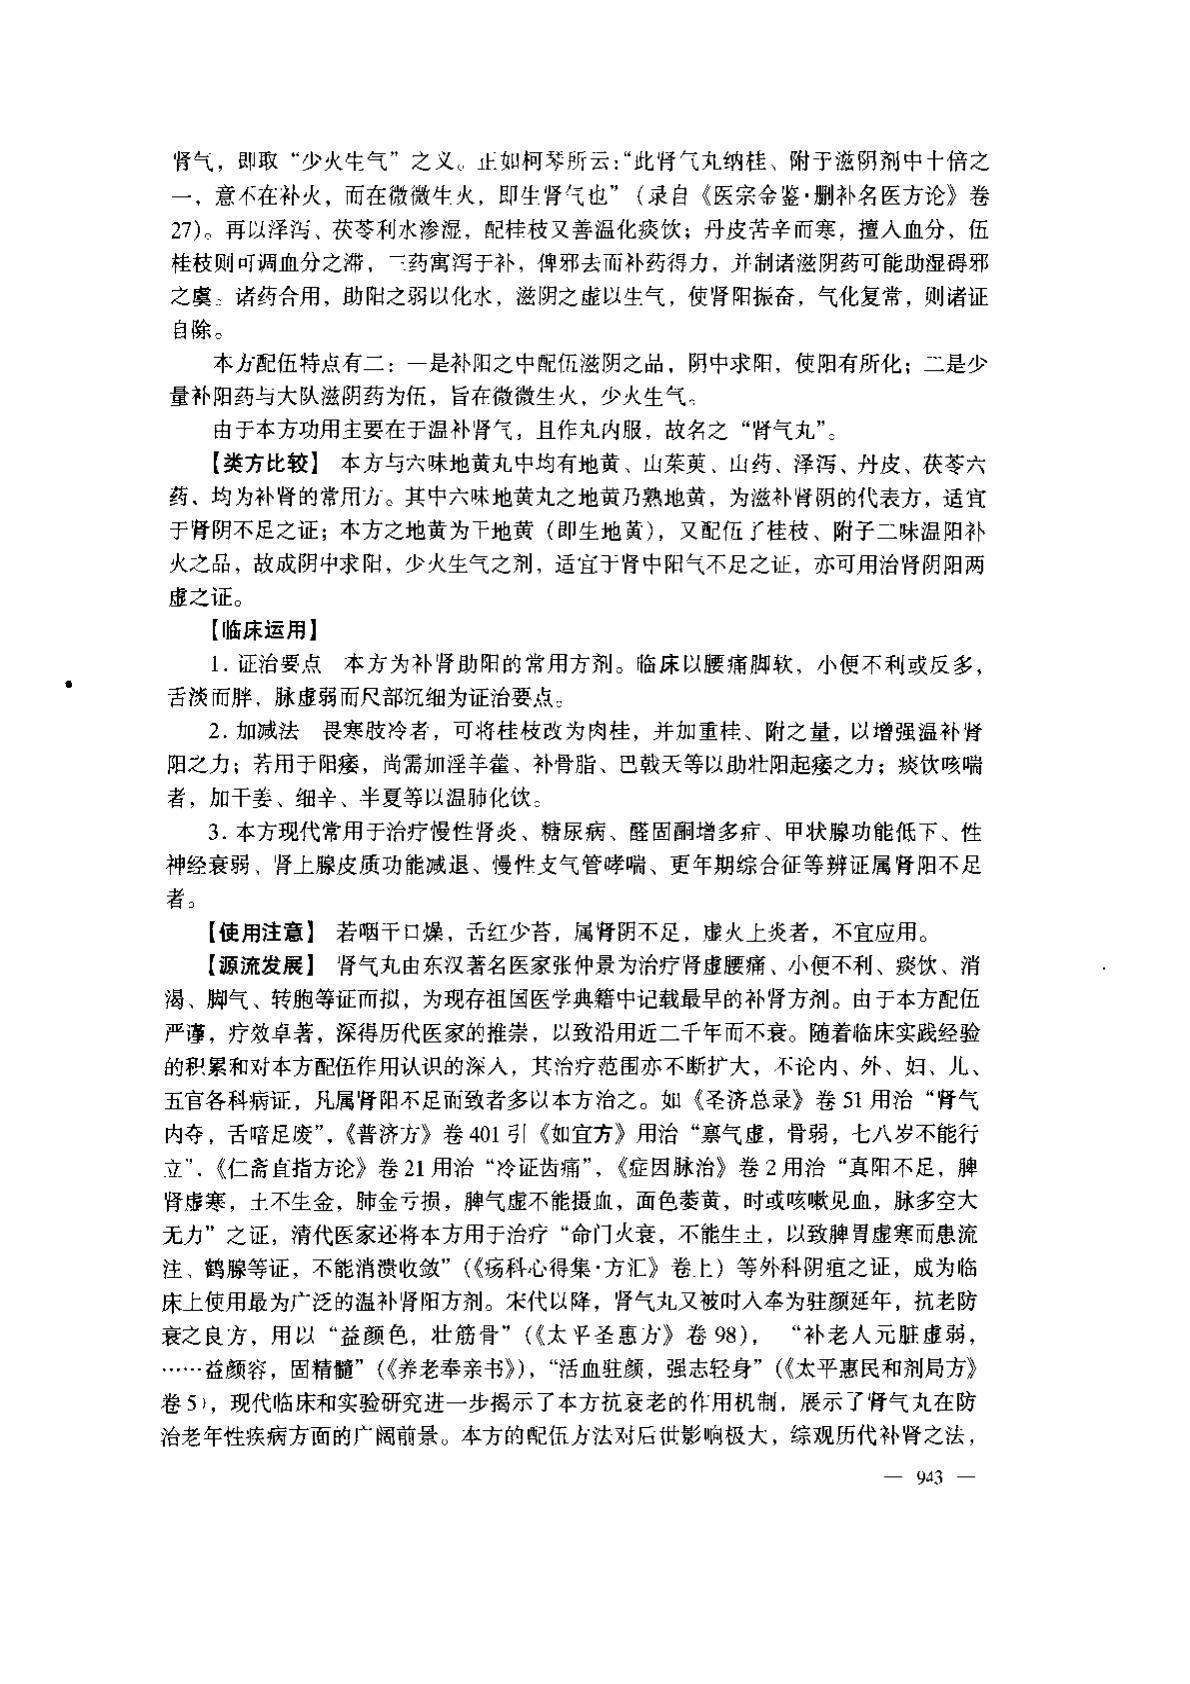 肾气，即取“少火生气”之义。正如柯琴所云：“此肾气丸纳桂、附于滋阴剂中十倍之
一，意不在补火，而在微微生火，即生肾气也”（录自《医宗金鉴·删补名医方论》卷
27）。再以泽泻、茯苓利水渗湿，配桂枝又善温化痰饮；丹皮苦辛而寒，擅入血分，伍
桂枝则可调血分之滞，三药寓泻于补，俾邪去而补药得力，并制诸滋阴药可能助湿碍邪
之虞。诸药合用，助阳之弱以化水，滋阴之虚以生气，使肾阳振奋，气化复常，则诸证
自除。
本方配伍特点有二：一是补阳之中配伍滋阴之品，阴中求阳，使阳有所化；二是少
量补阳药与大队滋阴药为伍，旨在微微生火，少火生气。
由于本方功用主要在于温补肾气，且作丸内服，故名之“肾气丸”。
【类方比较】 本方与六味地黄丸中均有地黄、山茱萸、山药、泽泻、丹皮、茯苓六
药、均为补肾的常用方。其中六味地黄丸之地黄乃熟地黄，为滋补肾阴的代表方，适宜
于肾阴不足之证；本方之地黄为干地黄（即生地黄），又配伍了桂枝、附子二味温阳补
火之品，故成阴中求阳，少火生气之剂，适宜于肾中阳气不足之证，亦可用治肾阴阳两
虚之证。
【临床运用】
1. 证治要点 本方为补肾助阳的常用方剂。临床以腰痛脚软，小便不利或反多，
舌淡而胖，脉虚弱而尺部沉细为证治要点。
2. 加减法 畏寒肢冷者，可将桂枝改为肉桂，并加重桂、附之量，以增强温补肾
阳之力；若用于阳痿，尚需加淫羊藿、补骨脂、巴戟天等以助壮阳起痿之力；痰饮咳喘
者，加干姜、细辛、半夏等以温肺化饮。
3. 本方现代常用于治疗慢性肾炎、糖尿病、醛固酮增多症、甲状腺功能低下、性
神经衰弱、肾上腺皮质功能减退、慢性支气管哮喘、更年期综合征等辨证属肾阳不足
者。
【使用注意】 若咽干口燥，舌红少苔，属肾阴不足，虚火上炎者，不宜应用。
【源流发展】 肾气丸由东汉著名医家张仲景为治疗肾虚腰痛、小便不利、痰饮、消
渴、脚气、转胞等证而拟，为现存祖国医学典籍中记载最早的补肾方剂。由于本方配伍
严谨，疗效卓著，深得历代医家的推崇，以致沿用近二千年而不衰。随着临床实践经验
的积累和对本方配伍作用认识的深入，其治疗范围亦不断扩大，不论内、外、妇、儿、
五官各科病证，凡属肾阳不足而致者多以本方治之。如《圣济总录》卷 51 用治“肾气
内夺，舌喑足废”，《普济方》卷 401 引《如宜方》用治“禀气虚，骨弱，七八岁不能行
立”，《仁斋直指方论》卷 21 用治“冷证齿痛”，《症因脉治》卷 2 用治“真阳不足，脾
肾虚寒，土不生金，肺金亏损，脾气虚不能摄血，面色萎黄，时或咳嗽见血，脉多空大
无力”之证，清代医家还将本方用于治疗“命门火衰，不能生土，以致脾胃虚寒而患流
注、鹤膝等证，不能消溃收敛”（《疡科心得集·方汇》卷上）等外科阴疽之证，成为临
床上使用最为广泛的温补肾阳方剂。宋代以降，肾气丸又被时人奉为驻颜延年，抗老防
衰之良方，用以“益颜色，壮筋骨”（《太平圣惠方》卷 98），“补老人元脏虚弱，
……益颜容，固精髓”（《养老奉亲书》），“活血驻颜，强志轻身”（《太平惠民和剂局方》
卷 5），现代临床和实验研究进一步揭示了本方抗衰老的作用机制，展示了肾气丸在防
治老年性疾病方面的广阔前景。本方的配伍方法对后世影响极大，综观历代补肾之法，
— 943 —